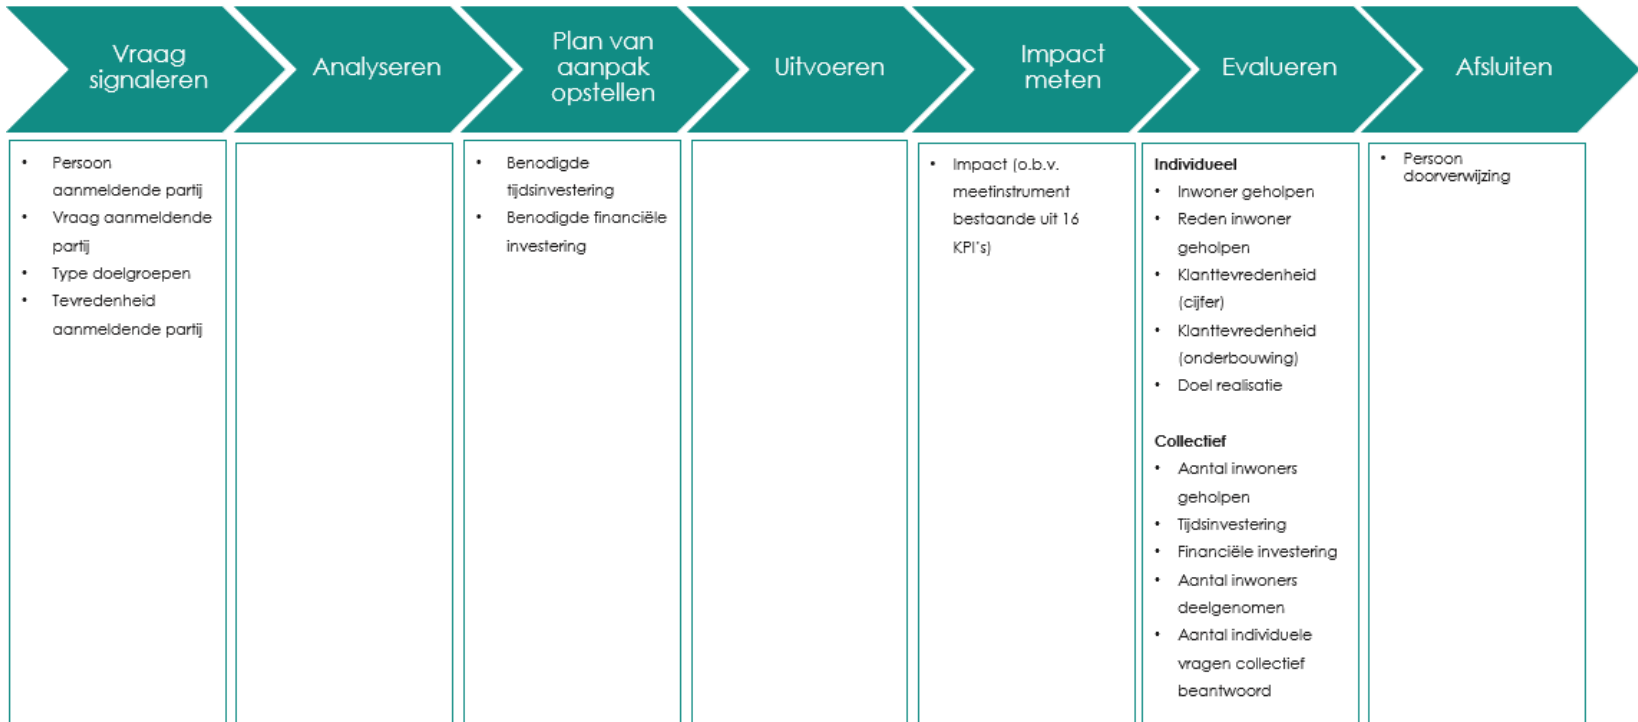 Vraag
signaleren
Analyseren
Plan van
aanpak
opstellen
Uitvoeren
Impact
meten
Evalueren
Afsluiten
• Persoon
aanmeldende partij
• Vraag aanmeldende
partij
• Type doelgroepen
• Tevredenheid
aanmeldende partij
• Benodigde
tijdsinvestering
• Benodigde financiële
investering
• Impact (o.b.v.
meetinstrument
bestaande uit 16
KPI's)
Individueel
• Inwoner geholpen
• Reden inwoner
geholpen
• Klanttevredenheid
(cijfer)
• Klanttevredenheid
(onderbouwing)
• Doel realisatie
Collectief
• Aantal inwoners
geholpen
• Tijdsinvestering
• Financiële investering
• Aantal inwoners
deelgenomen
• Aantal individuele
vragen collectief
beantwoord
• Persoon
doorverwijzing